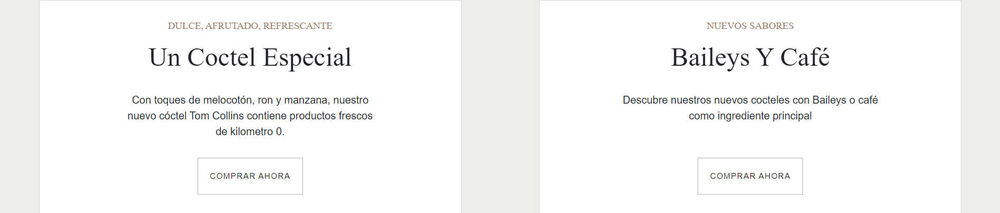 DULCE, AFRUTADO, REFRESCANTE
Un Coctel Especial
Con toques de melocotón, ron y manzana, nuestro
nuevo cóctel Tom Collins contiene productos frescos
de kilometro 0.
COMPRAR AHORA
NUEVOS SABORES
Baileys Y Café
Descubre nuestros nuevos cocteles con Baileys o café
como ingrediente principal
COMPRAR AHORA